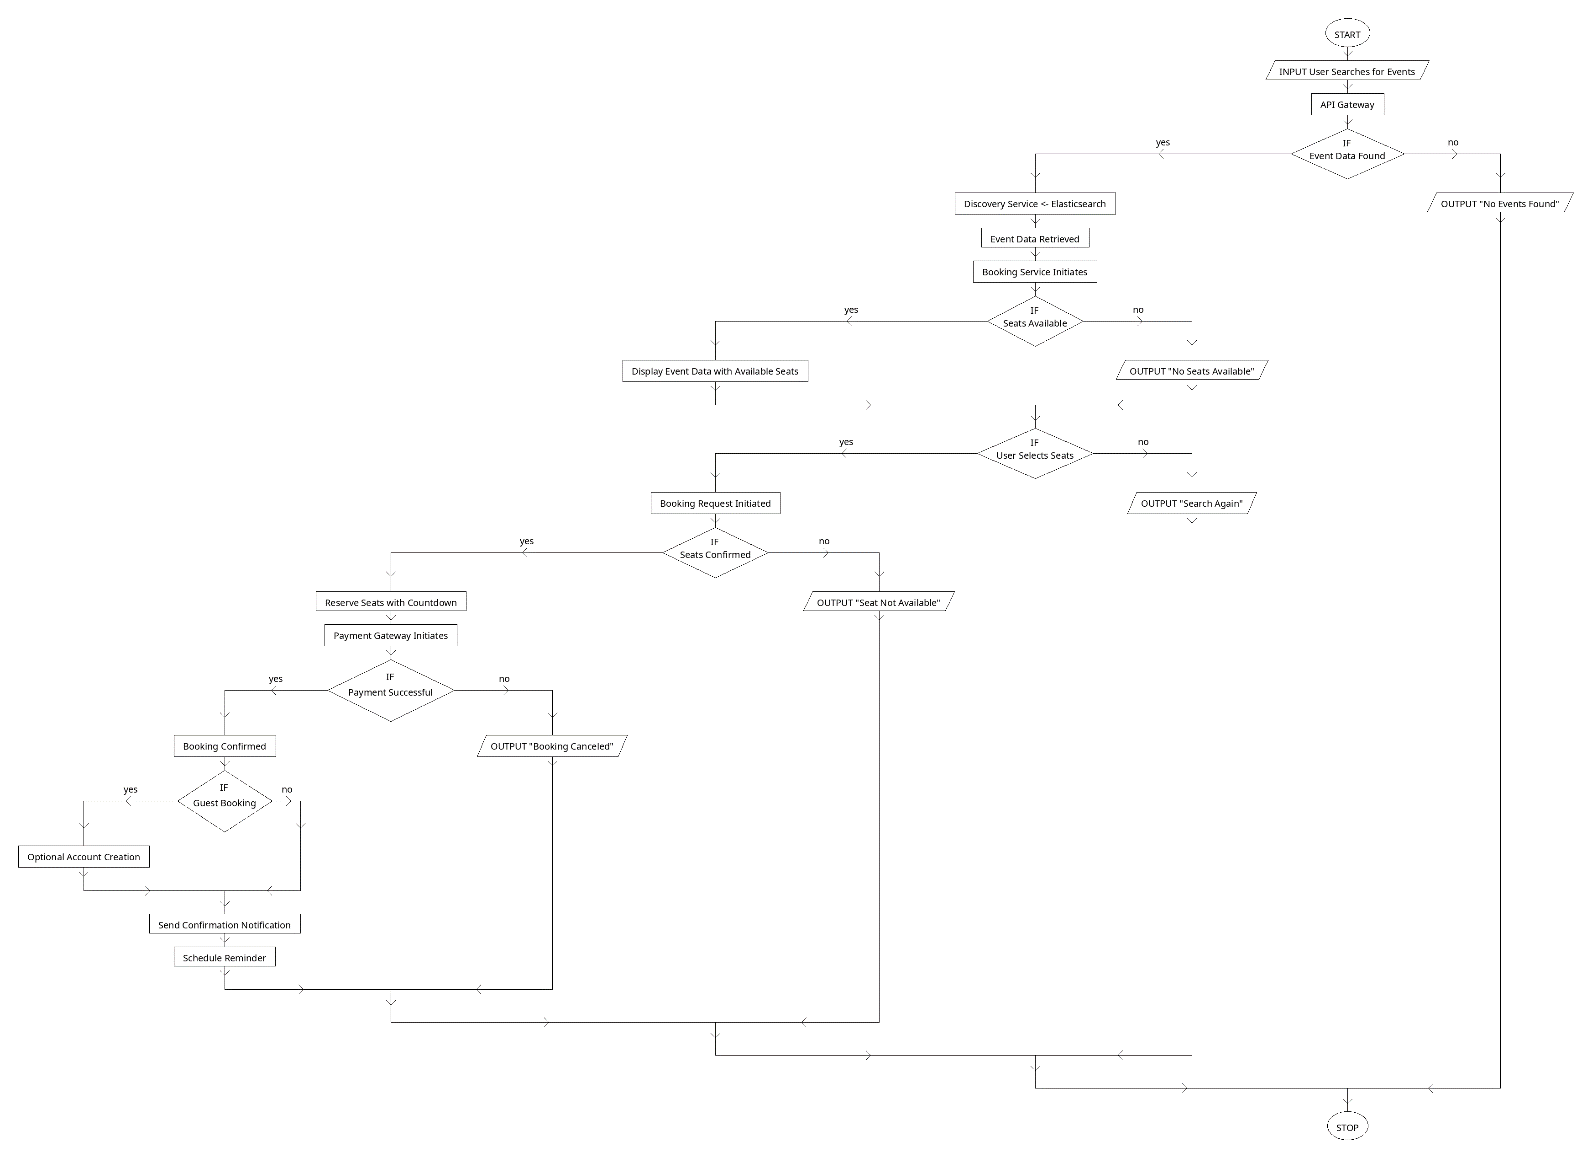 START
INPUT User Searches for Events
API Gateway
IF
Event Data Found
yes
no
Discovery Service <- Elasticsearch
OUTPUT "No Events Found"
Event Data Retrieved
Booking Service Initiates
IF
Seats Available
yes
no
Display Event Data with Available Seats
OUTPUT "No Seats Available"
IF
User Selects Seats
yes
no
Booking Request Initiated
OUTPUT "Search Again"
IF
Seats Confirmed
yes
no
Reserve Seats with Countdown
OUTPUT "Seat Not Available"
Payment Gateway Initiates
IF
Payment Successful
yes
no
Booking Confirmed
OUTPUT "Booking Canceled"
IF
Guest Booking
yes
no
Optional Account Creation
Send Confirmation Notification
Schedule Reminder
STOP